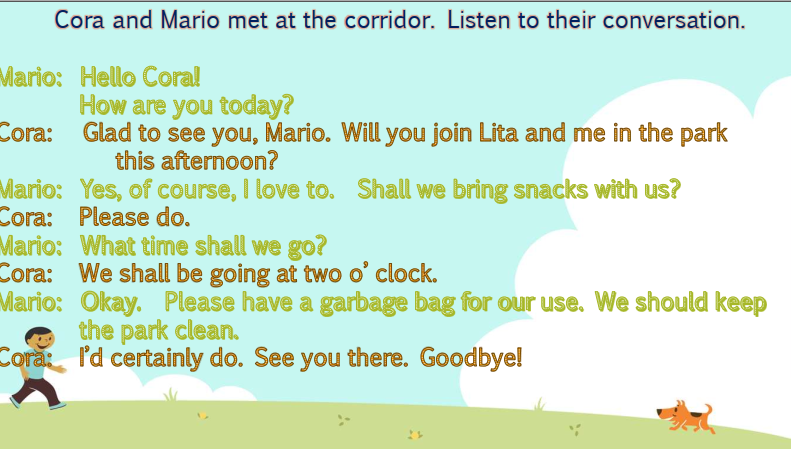 Cora and Mario met at the corridor. Listen to their conversation.
Mario: Hello Cora!
How are you today?
Cora: Glad to see you, Mario. Will you join Lita and me in the park
this afternoon?
Mario: Yes, of course, I love to. Shall we bring snacks with us?
Cora: Please do.
Mario: What time shall we go?
Cora: We shall be going at two o' clock.
Mario: Okay. Please have a garbage bag for our use. We should keep
the park clean.
Cora: I'd certainly do. See you there. Goodbye!